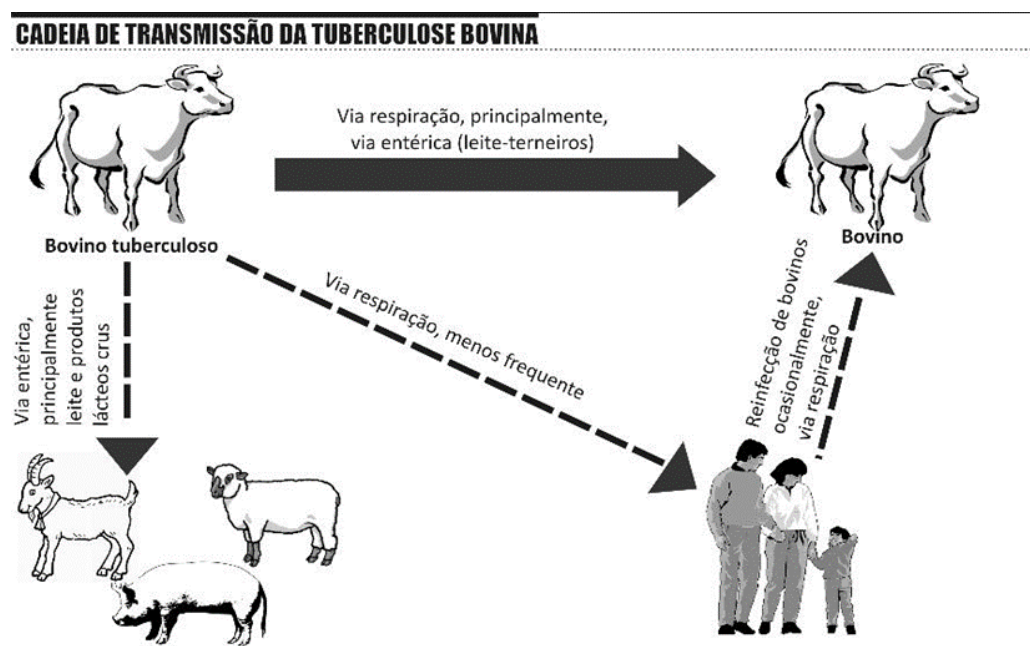 CADEIA DE TRANSMISSÃO DA TUBERCULOSE BOVINA
Via respiração, principalmente,
via entérica (leite-terneiros)
Bovino tuberculoso
Bovino
Via entérica,
principalmente
leite e produtos
lácteos crus
Via respiração, menos frequente
Reinfecção de bovinos
ocasionalmente,
via respiração